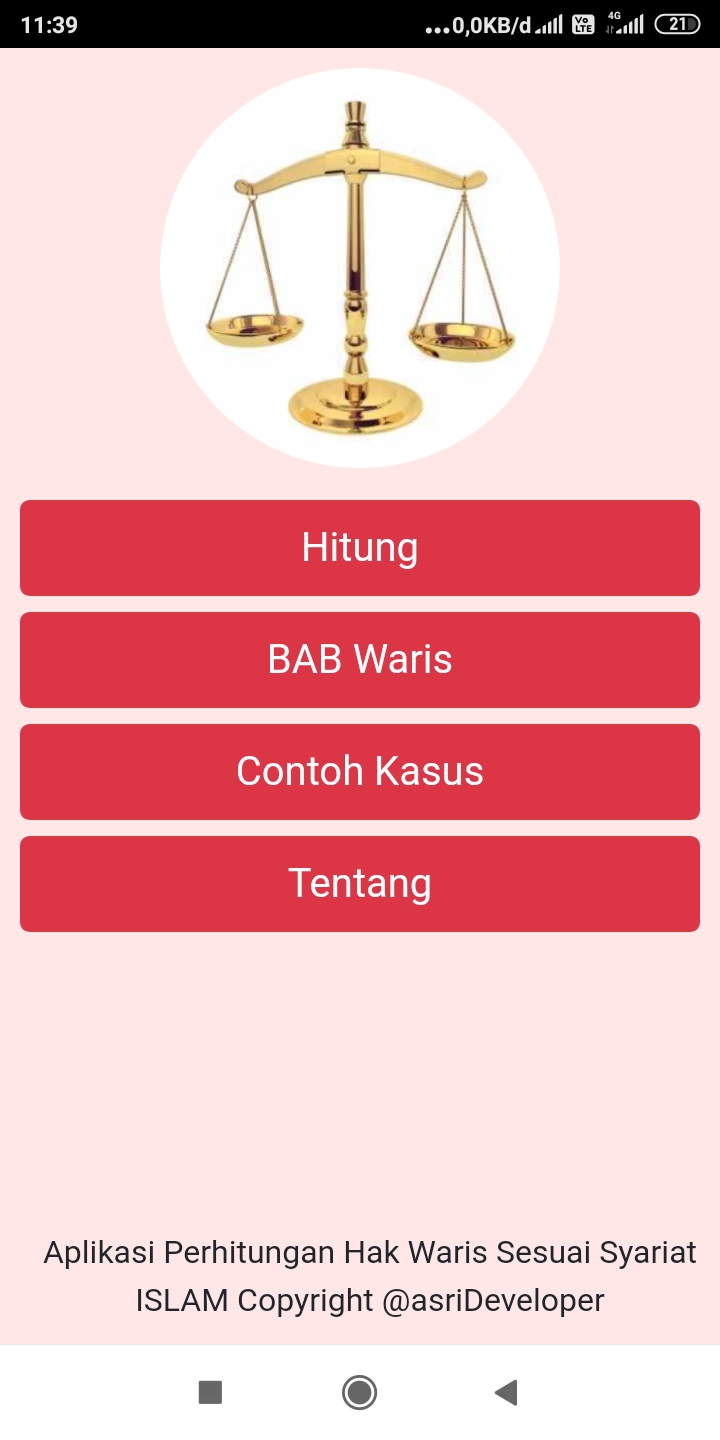 11:39
...0,0KB/d Vo LTE 4G 21
Hitung
BAB Waris
Contoh Kasus
Tentang
Aplikasi Perhitungan Hak Waris Sesuai Syariat
ISLAM Copyright @asriDeveloper